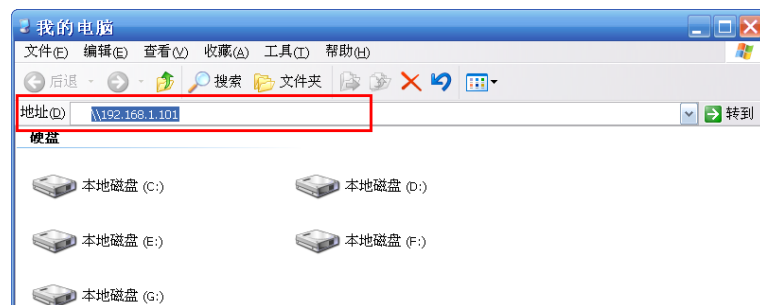 我的电脑
文件(F) 编辑(E) 查看(V) 收藏(A) 工具(T) 帮助(H)
后退 搜索 文件夹
地址(D) \\192.168.1.101 转到
硬盘
本地磁盘 (C:) 本地磁盘 (D:)
本地磁盘 (E:) 本地磁盘 (F:)
本地磁盘 (G:)